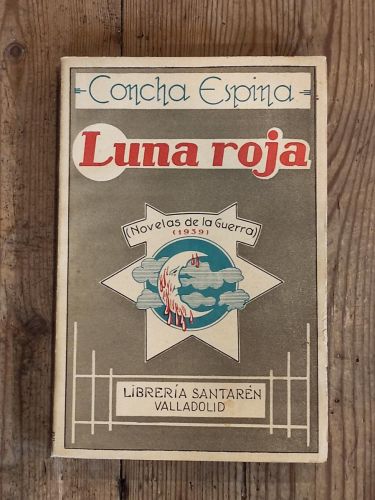 Concha Espina
Luna roja
(Novelas de la Guerra)
(1939)
LIBRERÍA SANTARÉN
VALLADOLID